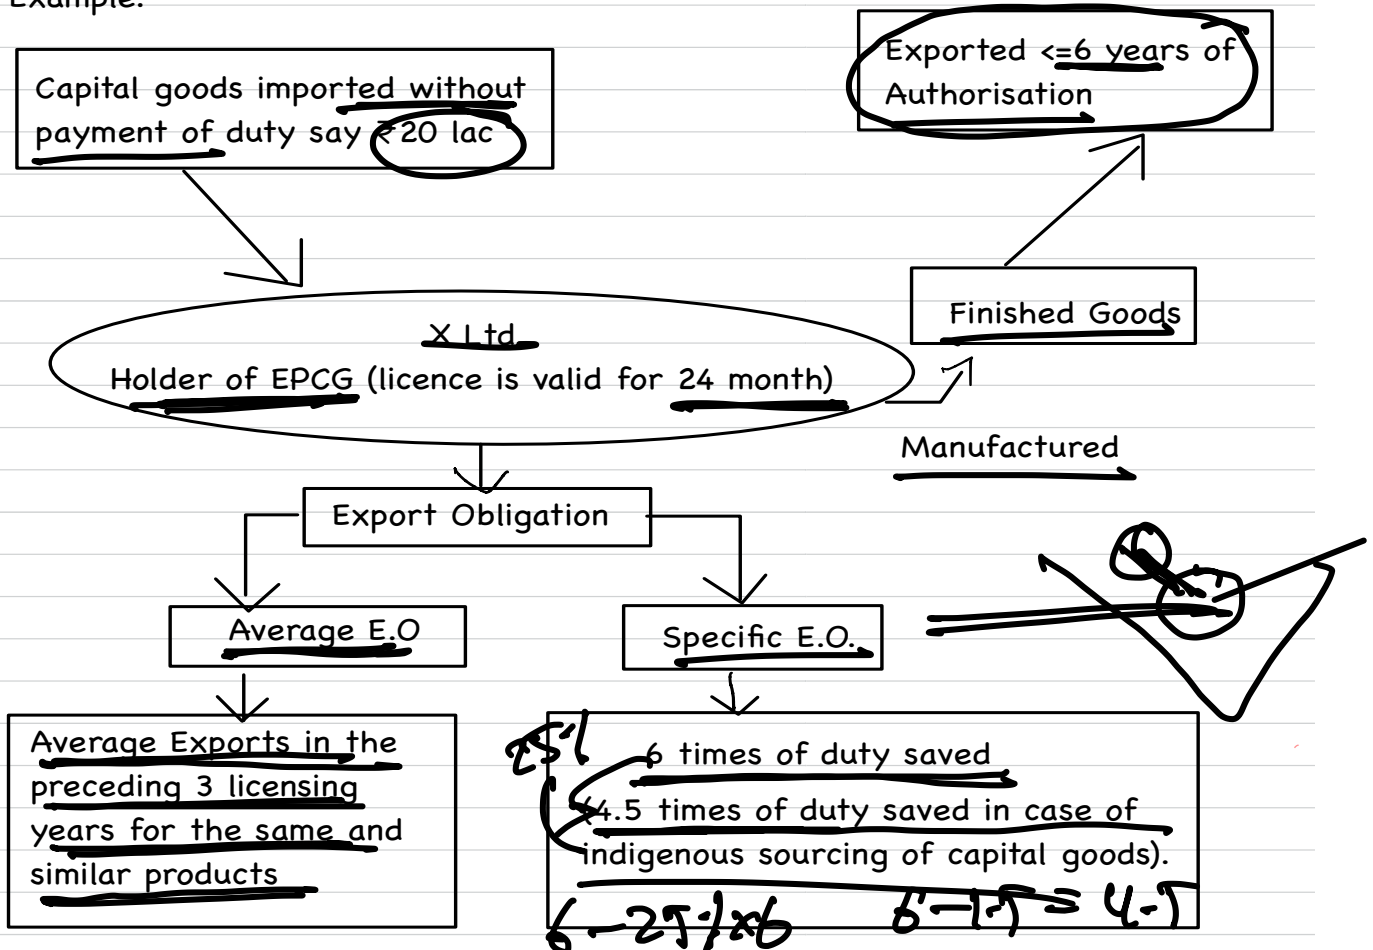 Example:
Capital goods imported without
payment of duty say ₹20 lac
Exported <=6 years of
Authorisation
X Ltd
Holder of EPCG (licence is valid for 24 month)
Finished Goods
Manufactured
Export Obligation
Average E.O
Specific E.O.
Average Exports in the
preceding 3 licensing
years for the same and
similar products
25%
6 times of duty saved
(4.5 times of duty saved in case of
indigenous sourcing of capital goods).
6-25%x6
6-1.5=4.5